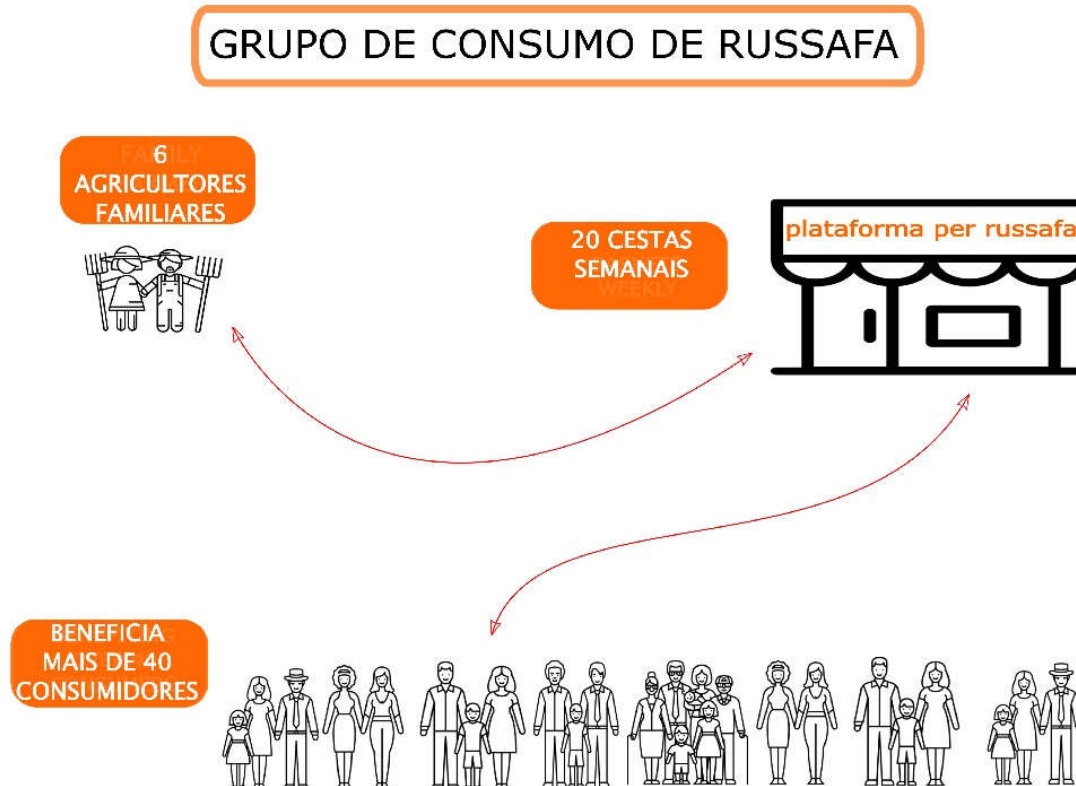 GRUPO DE CONSUMO DE RUSSAFA
6
AGRICULTORES
FAMILIARES
20 CESTAS
SEMANAIS
WEEKLY
plataforma per russafa
BENEFICIA
MAIS DE 40
CONSUMIDORES